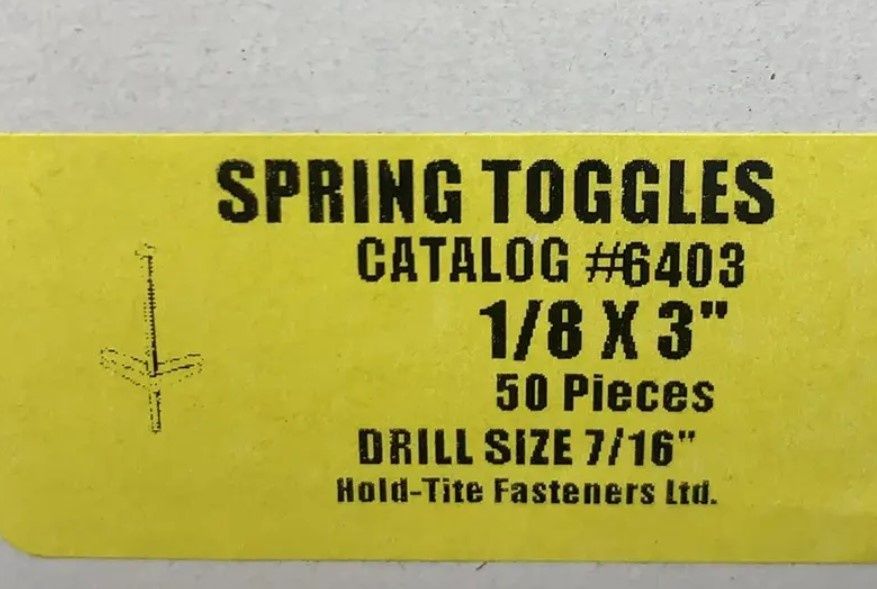 SPRING TOGGLES
CATALOG #6403
1/8 X 3"
50 Pieces
DRILL SIZE 7/16"
Hold-Tite Fasteners Ltd.